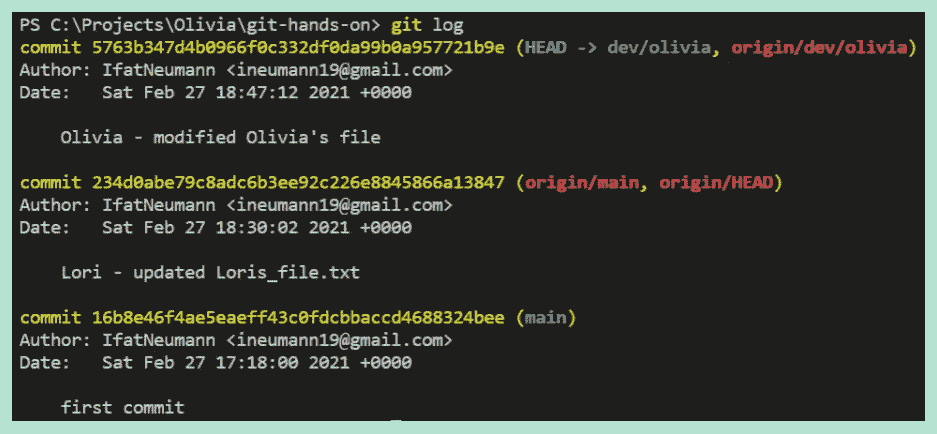 PS C:\Projects\Olivia\git-hands-on> git log
commit 5763b347d4b0966f0c332df0da99b0a957721b9e (HEAD -> dev/olivia, origin/dev/olivia)
Author: IfatNeumann <ineumann19@gmail.com>
Date:   Sat Feb 27 18:47:12 2021 +0000
Olivia - modified Olivia's file
commit 234d0abe79c8adc6b3ee92c226e8845866a13847 (origin/main, origin/HEAD)
Author: IfatNeumann <ineumann19@gmail.com>
Date:   Sat Feb 27 18:30:02 2021 +0000
Lori - updated Loris_file.txt
commit 16b8e46f4ae5eaeff43c0fdcbbaccd4688324bee (main)
Author: IfatNeumann <ineumann19@gmail.com>
Date:   Sat Feb 27 17:18:00 2021 +0000
first commit